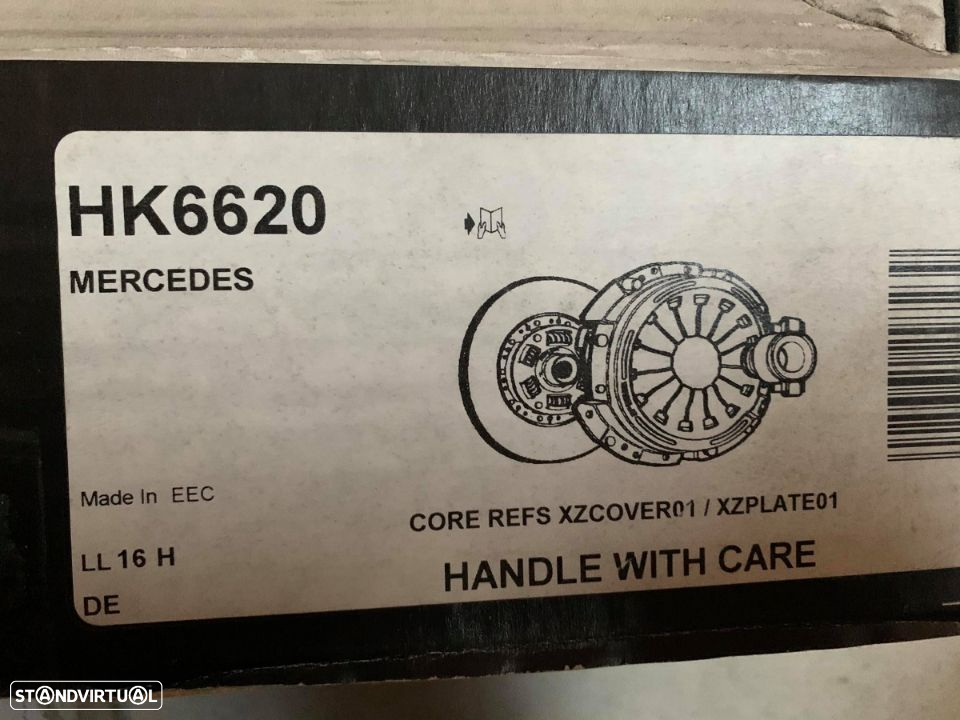 HK6620
MERCEDES
Made In EEC
CORE REFS XZCOVER01 / XZPLATE01
LL 16 H
HANDLE WITH CARE
DE
STANDVIRTUAL